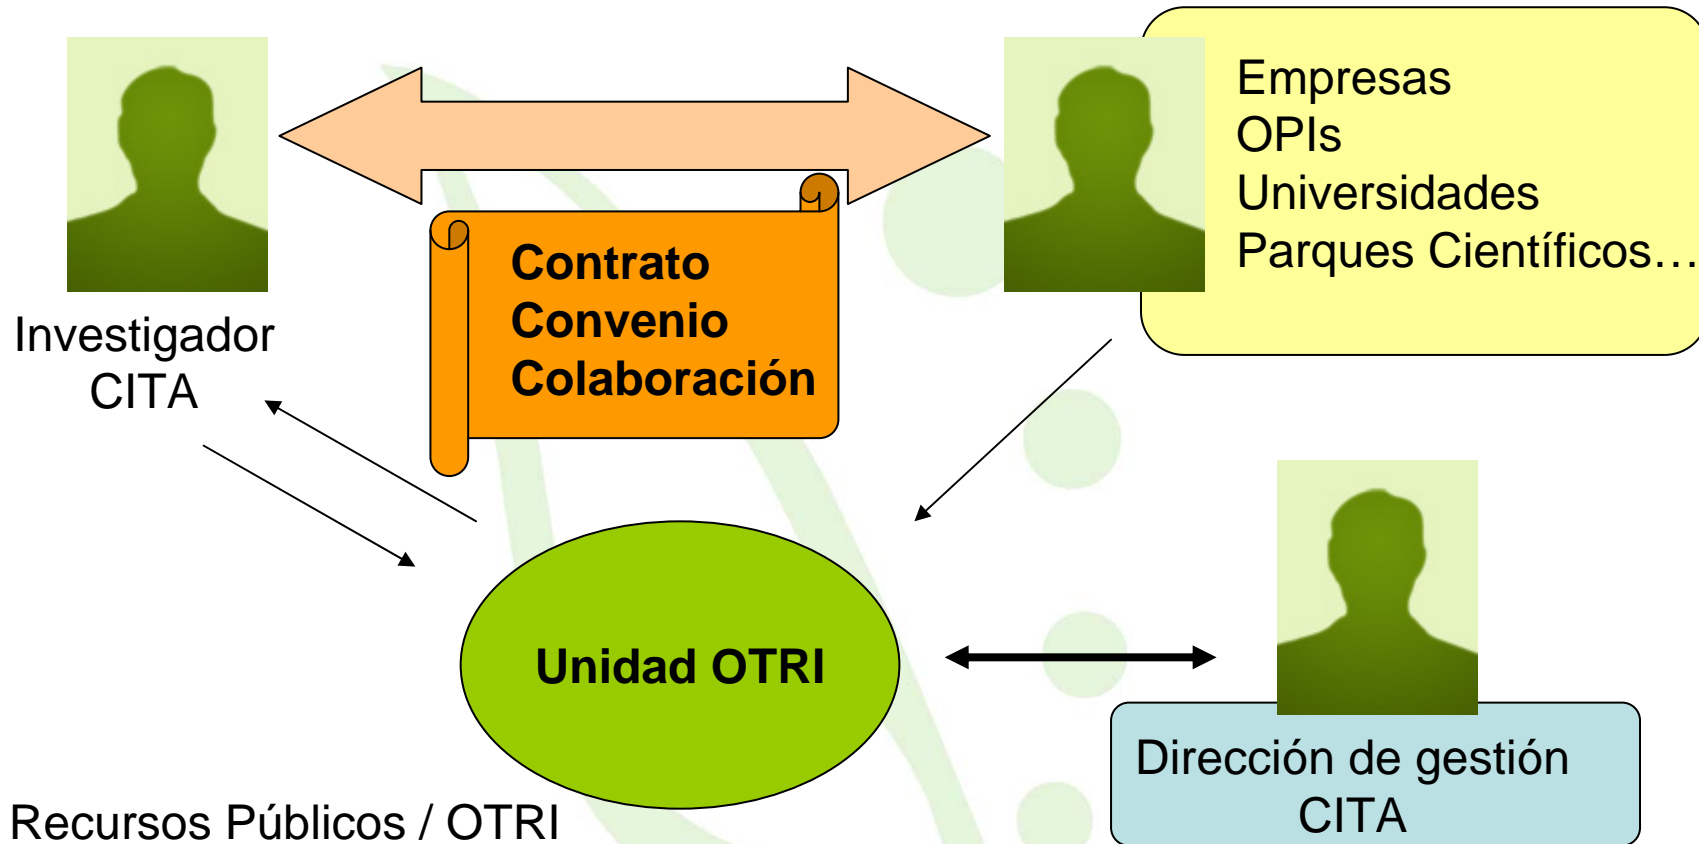 Empresas
OPIs
Universidades
Parques Científicos…
Contrato
Convenio
Colaboración
Investigador
CITA
Unidad OTRI
Dirección de gestión
CITA
Recursos Públicos / OTRI